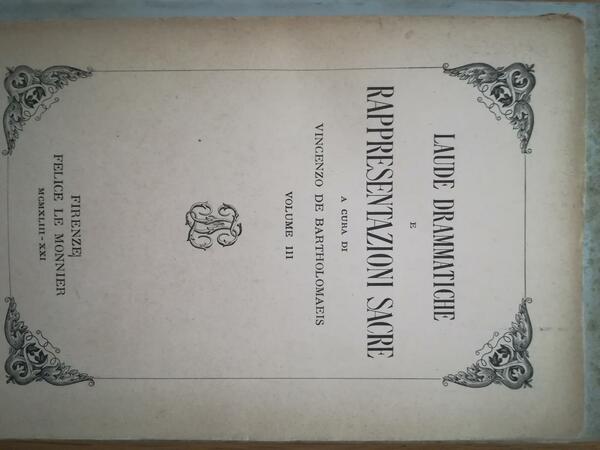 LAUDE DRAMMATICHE
E
RAPPRESENTAZIONI SACRE
A CURA DI
VINCENZO DE BARTHOLOMAEIS
VOLUME III
FIRENZE
FELICE LE MONNIER
MCMXLIII - XXI